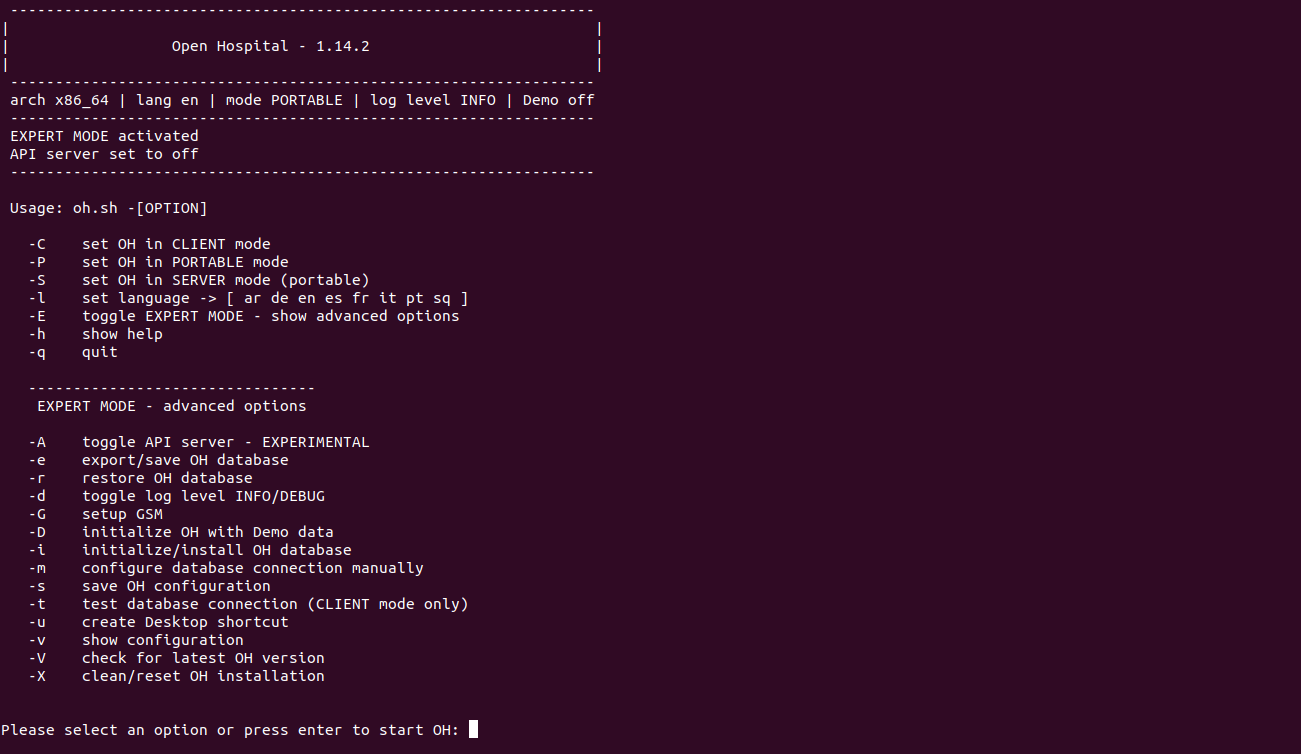 -----------------------------------------------------------------
|                                                                 |
|                  Open Hospital - 1.14.2                         |
|                                                                 |
-----------------------------------------------------------------
arch x86_64 | lang en | mode PORTABLE | log level INFO | Demo off
-----------------------------------------------------------------
EXPERT MODE activated
API server set to off
-----------------------------------------------------------------
Usage: oh.sh -[OPTION]
-C    set OH in CLIENT mode
-P    set OH in PORTABLE mode
-S    set OH in SERVER mode (portable)
-l    set language -> [ ar de en es fr it pt sq ]
-E    toggle EXPERT MODE - show advanced options
-h    show help
-q    quit
--------------------------------
EXPERT MODE - advanced options
-A    toggle API server - EXPERIMENTAL
-e    export/save OH database
-r    restore OH database
-d    toggle log level INFO/DEBUG
-G    setup GSM
-D    initialize OH with Demo data
-i    initialize/install OH database
-m    configure database connection manually
-s    save OH configuration
-t    test database connection (CLIENT mode only)
-u    create Desktop shortcut
-v    show configuration
-V    check for latest OH version
-X    clean/reset OH installation
Please select an option or press enter to start OH: